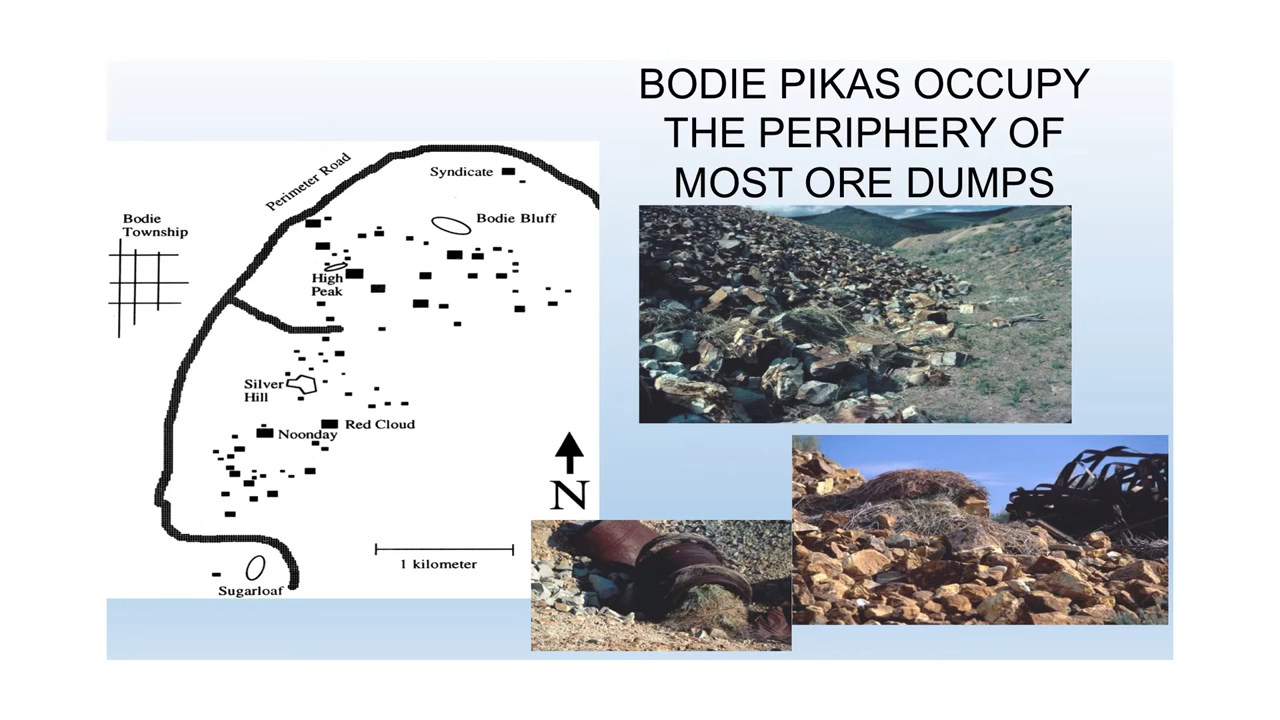 BODIE PIKAS OCCUPY
THE PERIPHERY OF
MOST ORE DUMPS
Perimeter Road
Syndicate
Bodie
Township
Bodie Bluff
High
Peak
Silver
Hill
Red Cloud
Noonday
N
1 kilometer
Sugarloaf